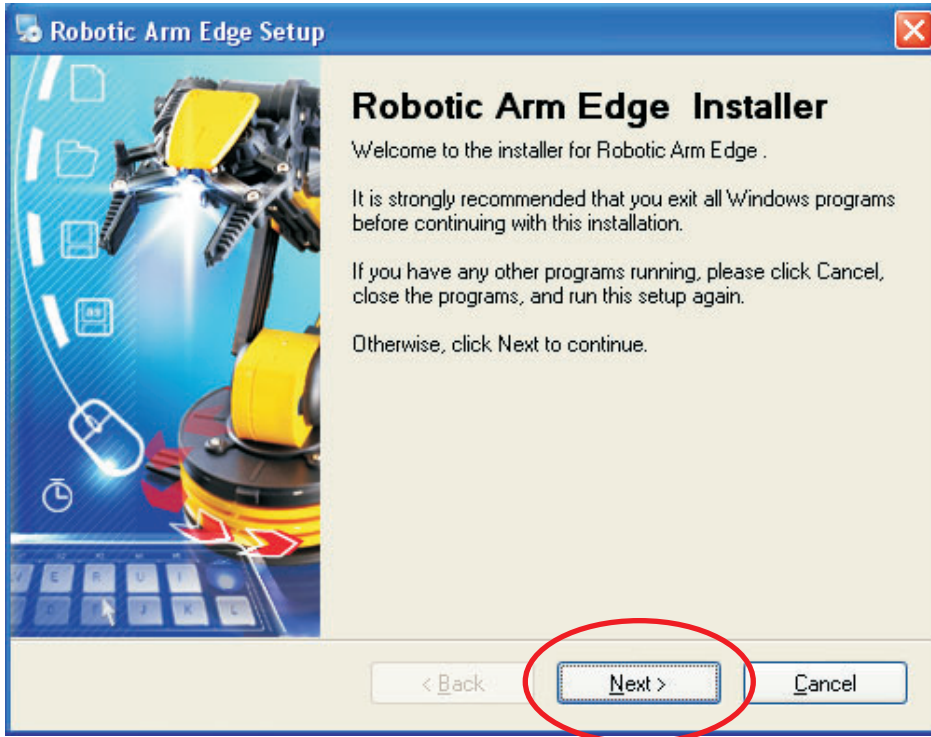 Robotic Arm Edge Setup
Robotic Arm Edge Installer
Welcome to the installer for Robotic Arm Edge .
It is strongly recommended that you exit all Windows programs
before continuing with this installation.
If you have any other programs running, please click Cancel,
close the programs, and run this setup again.
Otherwise, click Next to continue.
V E R U I
J K L
< Back
Next >
Cancel